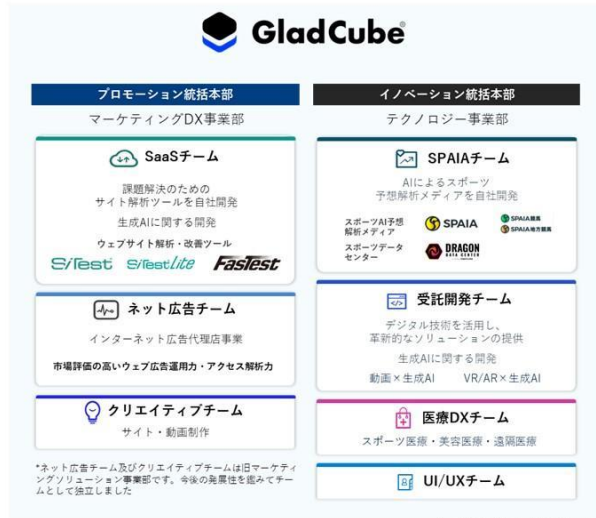 GladCube
プロモーション統括本部
マーケティングDX事業部
SaaSチーム
課題解決のための
サイト解析ツールを自社開発
生成AIに関する開発
ウェブサイト解析・改善ツール
SiTest SiTest Lite FasTest
ネット広告チーム
インターネット広告代理店事業
市場評価の高いウェブ広告運用力・アクセス解析力
クリエイティブチーム
サイト・動画制作
*ネット広告チーム及びクリエイティブチームは旧マーケティ
ングソリューション事業部です。今後の発展性を鑑みてチー
ムとして独立しました
イノベーション統括本部
テクノロジー事業部
SPAIAチーム
AIによるスポーツ
予想解析メディアを自社開発
スポーツAI予想
解析メディア
SPAIA
SPAIA競馬
SPAIA地方競馬
スポーツデータ
センター
DRAGON
DATA CENTER
受託開発チーム
デジタル技術を活用し、
革新的なソリューションの提供
生成AIに関する開発
動画×生成AI VR/AR×生成AI
医療DXチーム
スポーツ医療・美容医療・遠隔医療
UI/UXチーム